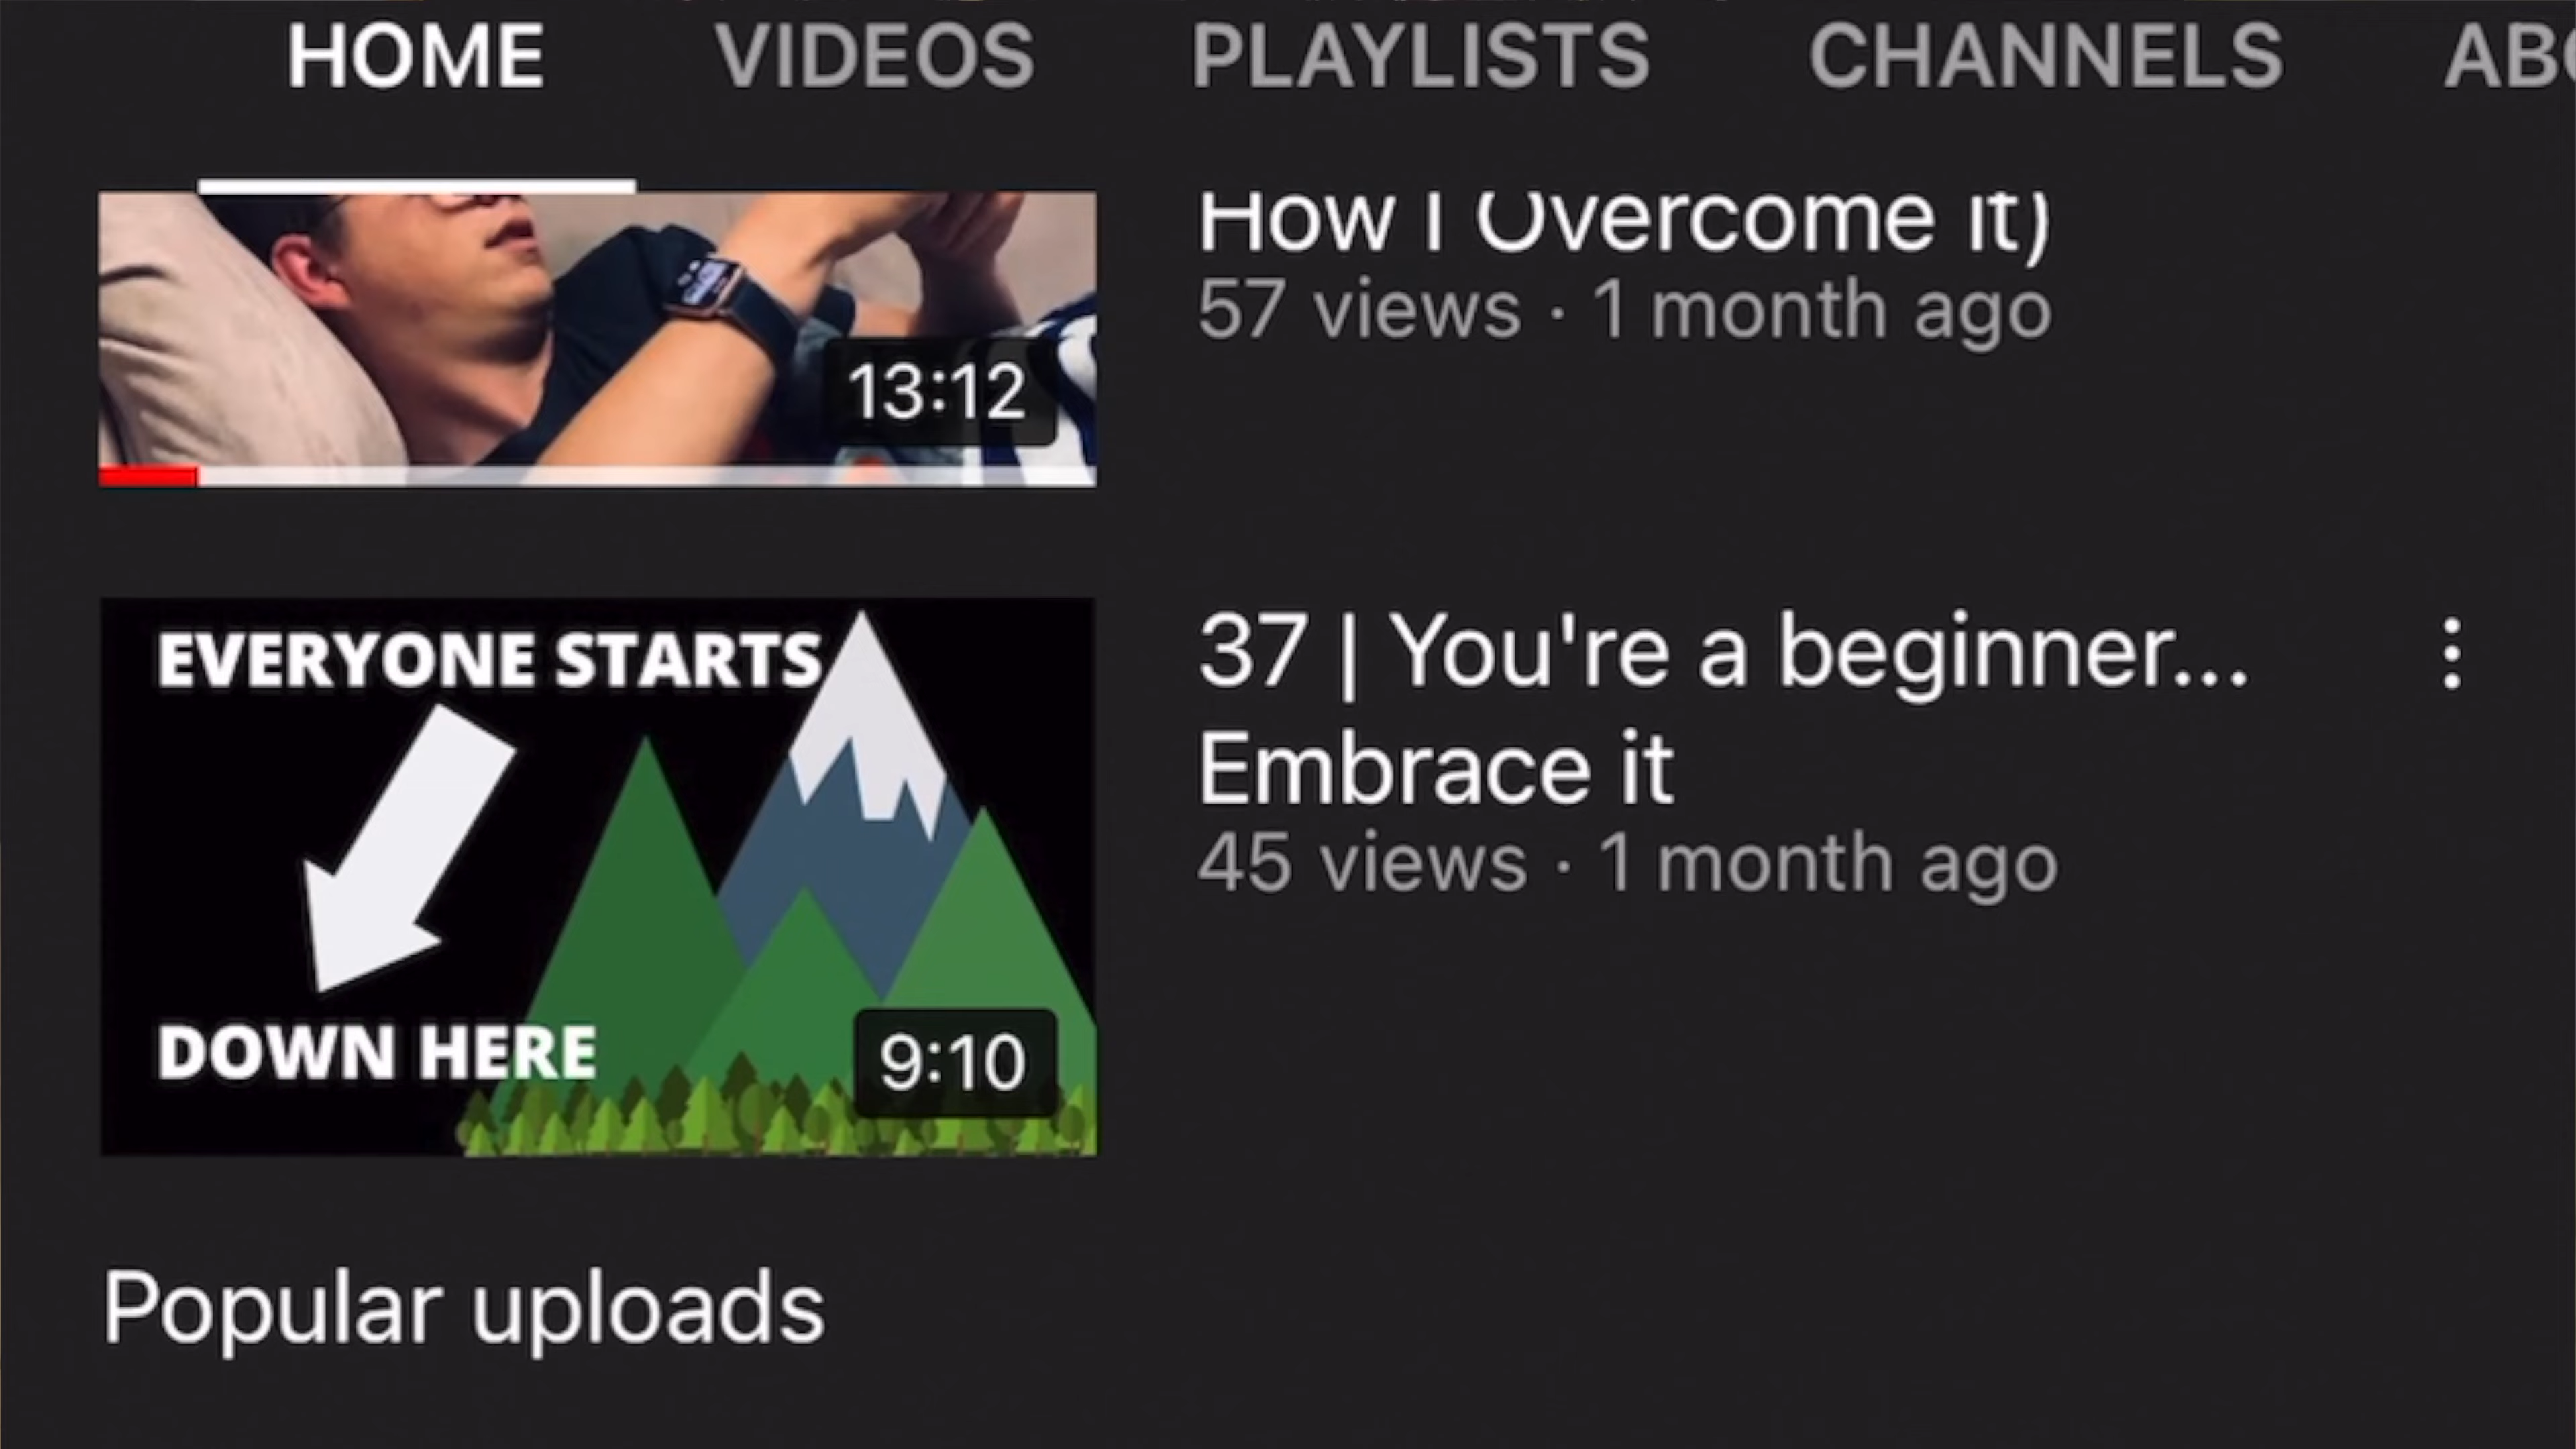 HOME VIDEOS PLAYLISTS CHANNELS
How I Overcome it)
57 views · 1 month ago
13:12
EVERYONE STARTS
DOWN HERE
9:10
37 | You're a beginner...
Embrace it
45 views · 1 month ago
Popular uploads